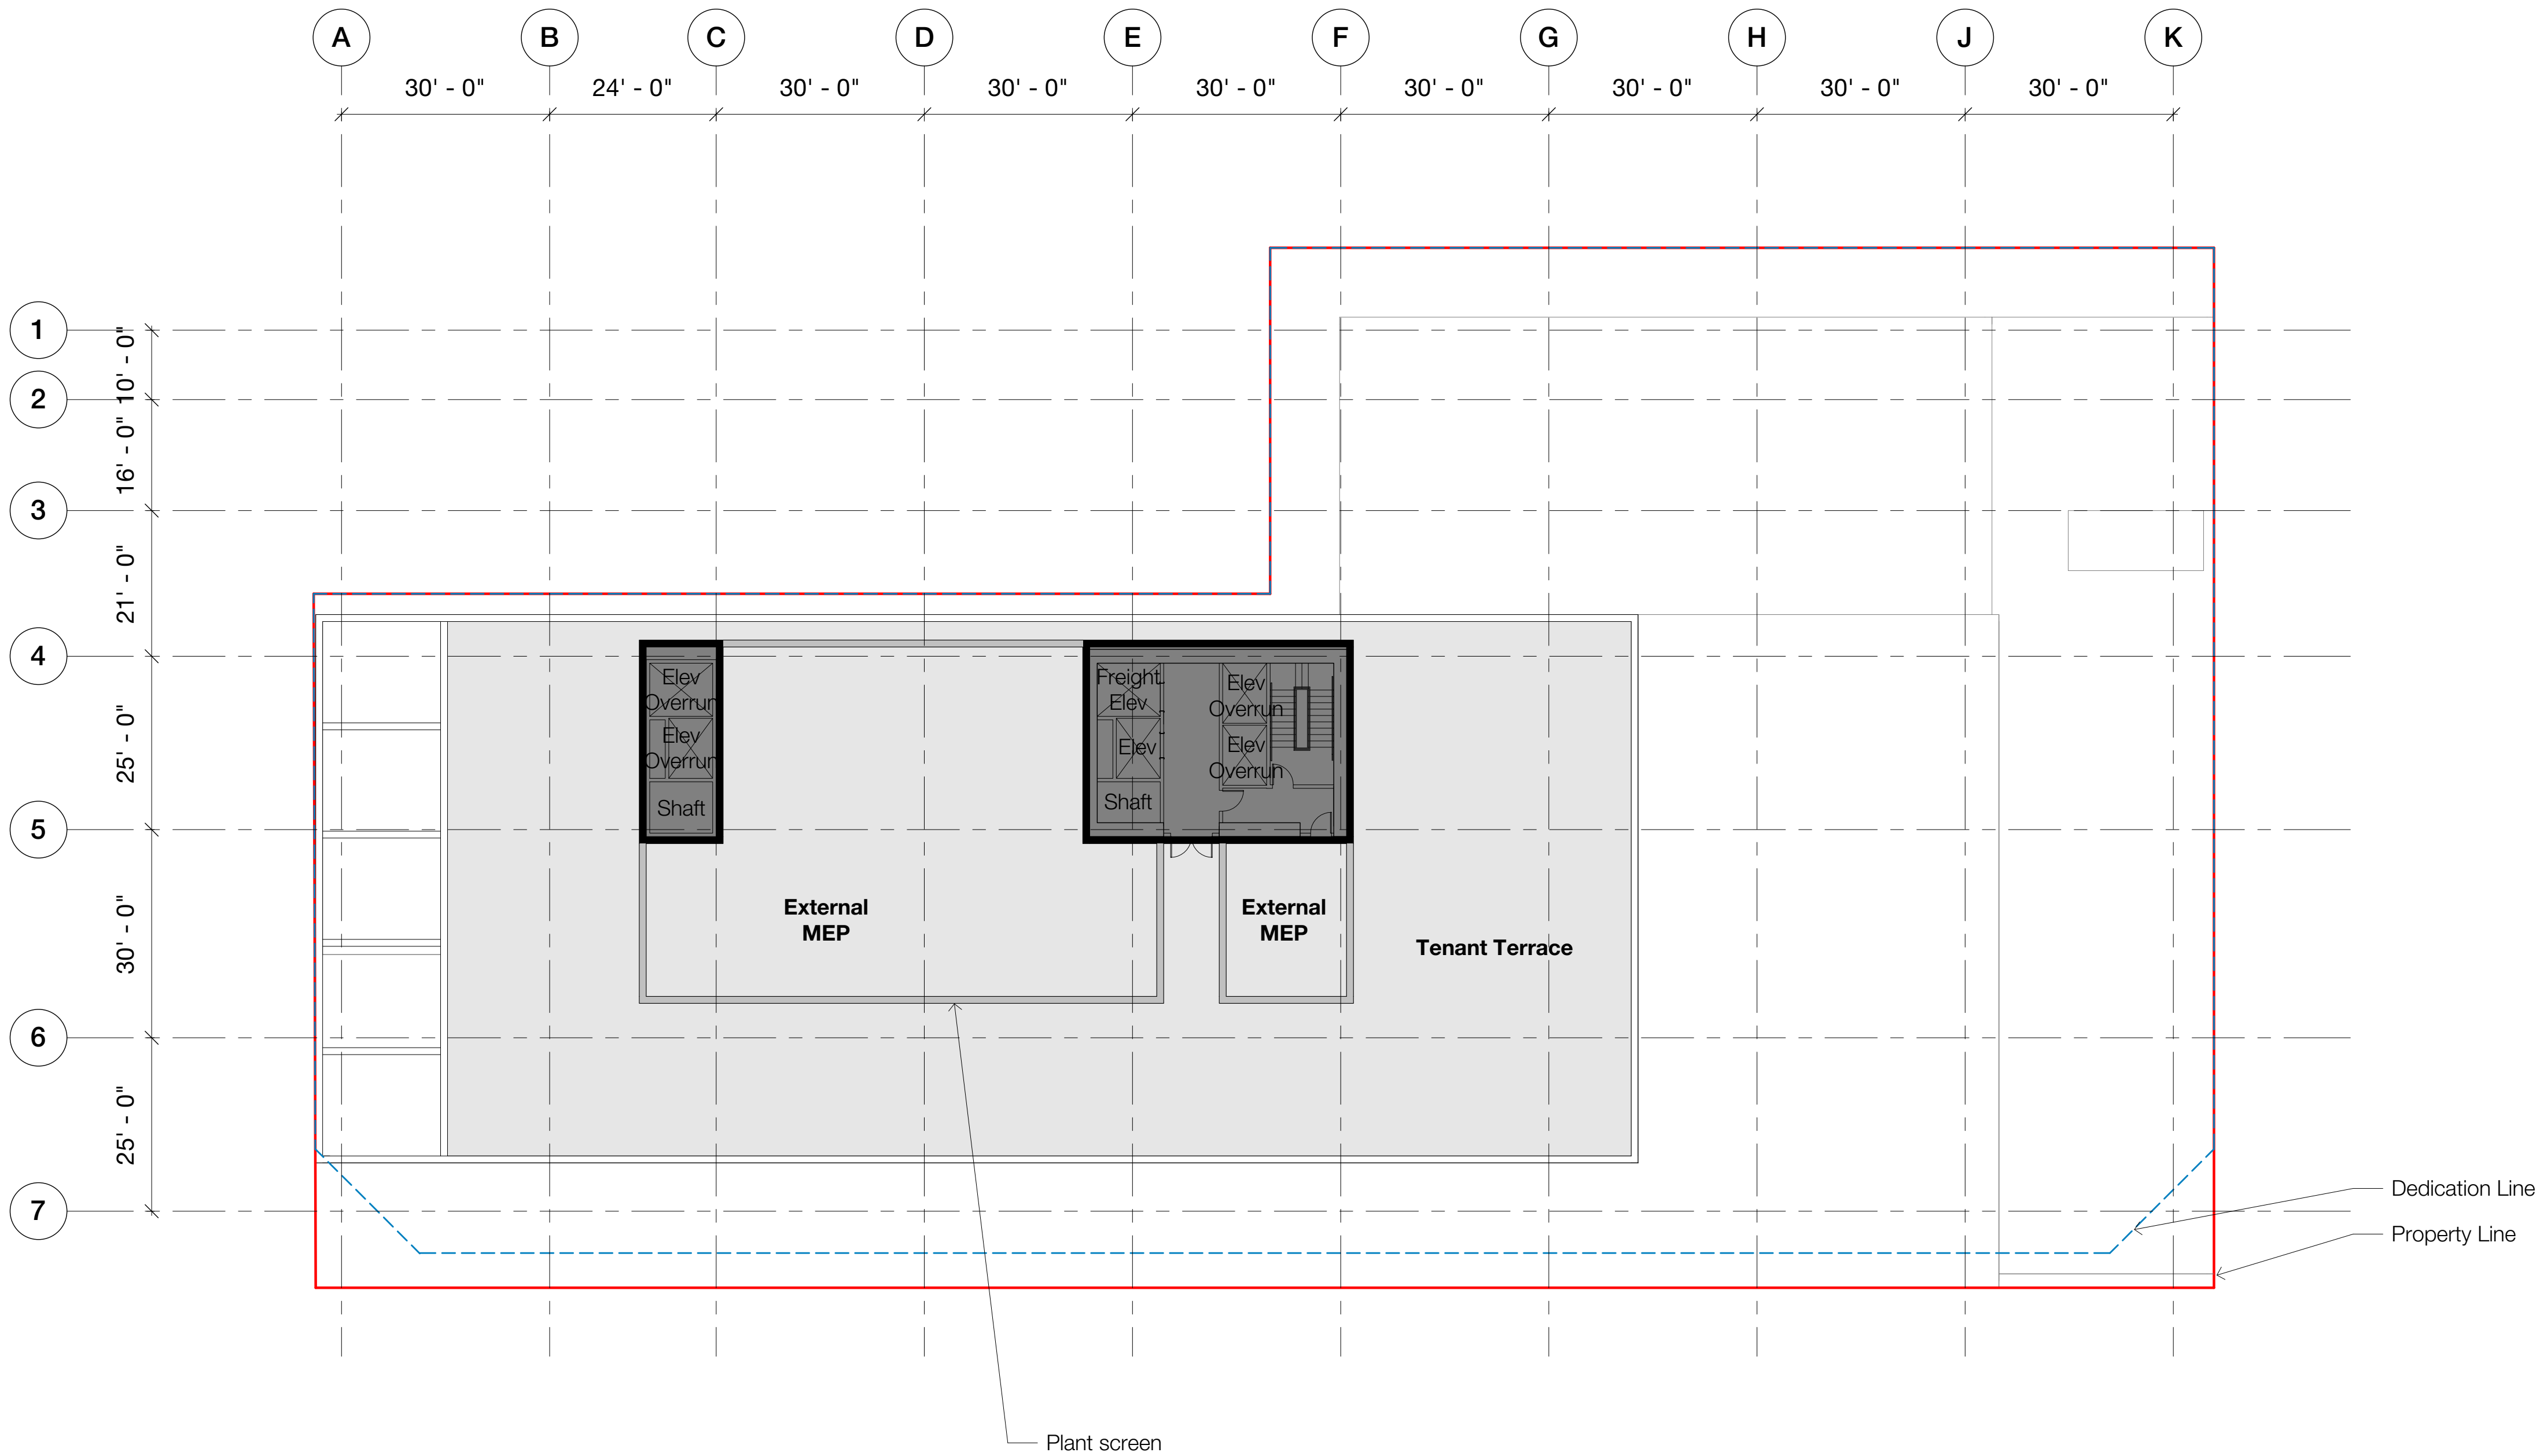 A B C D E F G H J K
30' - 0" 24' - 0" 30' - 0" 30' - 0" 30' - 0" 30' - 0" 30' - 0" 30' - 0" 30' - 0"
1
10' - 0"
2
16' - 0"
3
21' - 0"
4
25' - 0"
5
30' - 0"
6
25' - 0"
7
Elev
Overrun
Elev
Overrun
Shaft
Freight
Elev
Elev
Shaft
Elev
Overrun
Elev
Overrun
External
MEP
External
MEP
Tenant Terrace
Dedication Line
Property Line
Plant screen